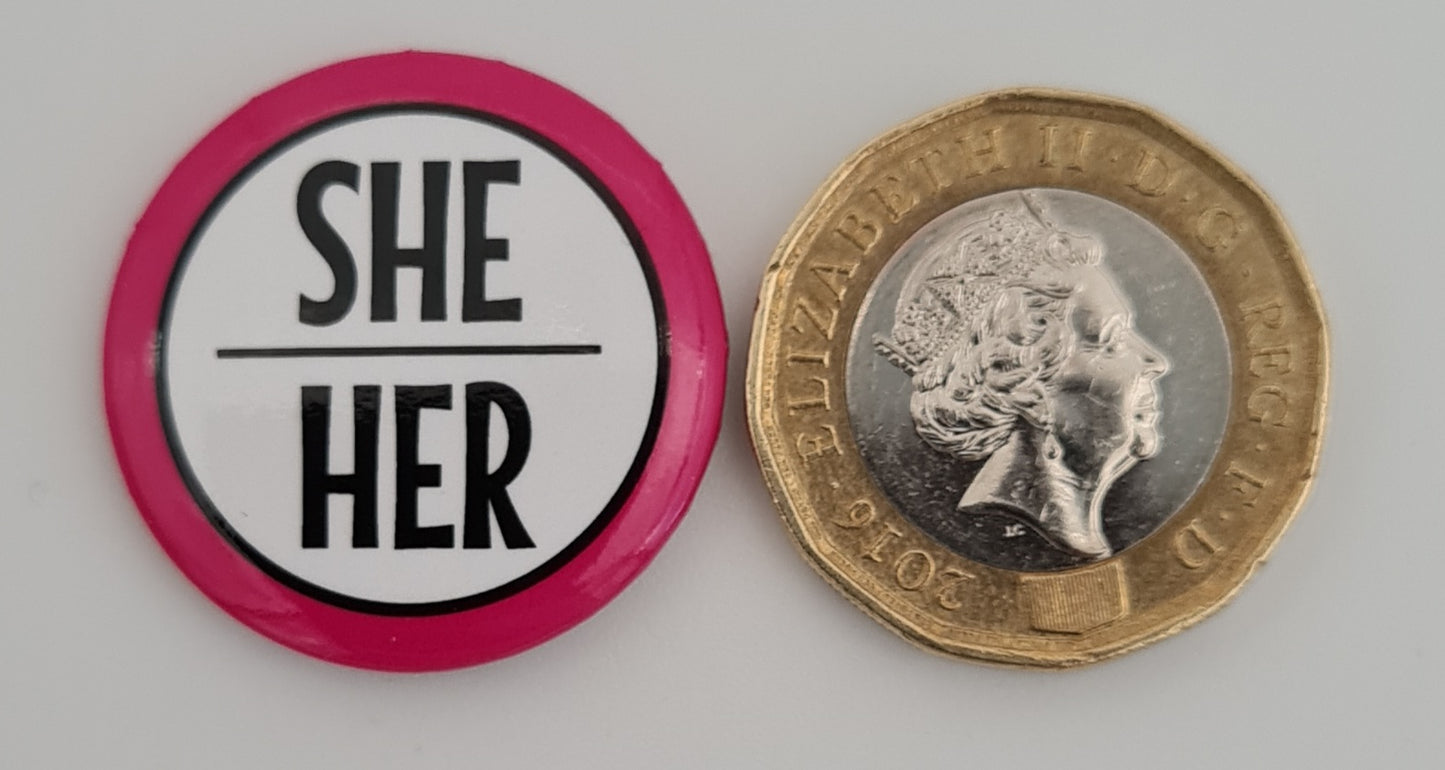 SHE
HER
ELIZABETH II · D · G · REG · F · D · 2016